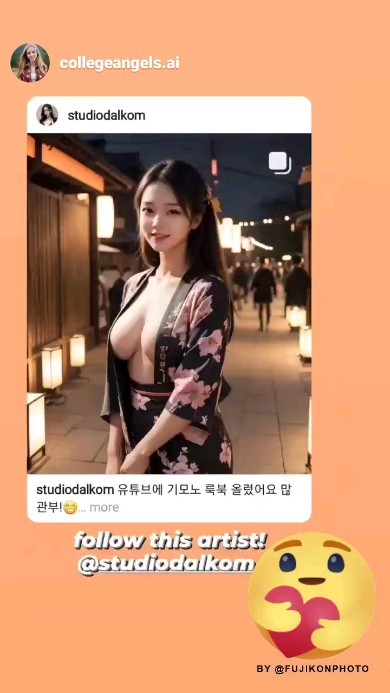 collegeangels.ai
studiodalkom
studiodalkom 유튜브에 기모노 룩북 올렸어요 많
관부!😋... more
follow this artist!
@studiodalkom
BY @FUJIKONPHOTO